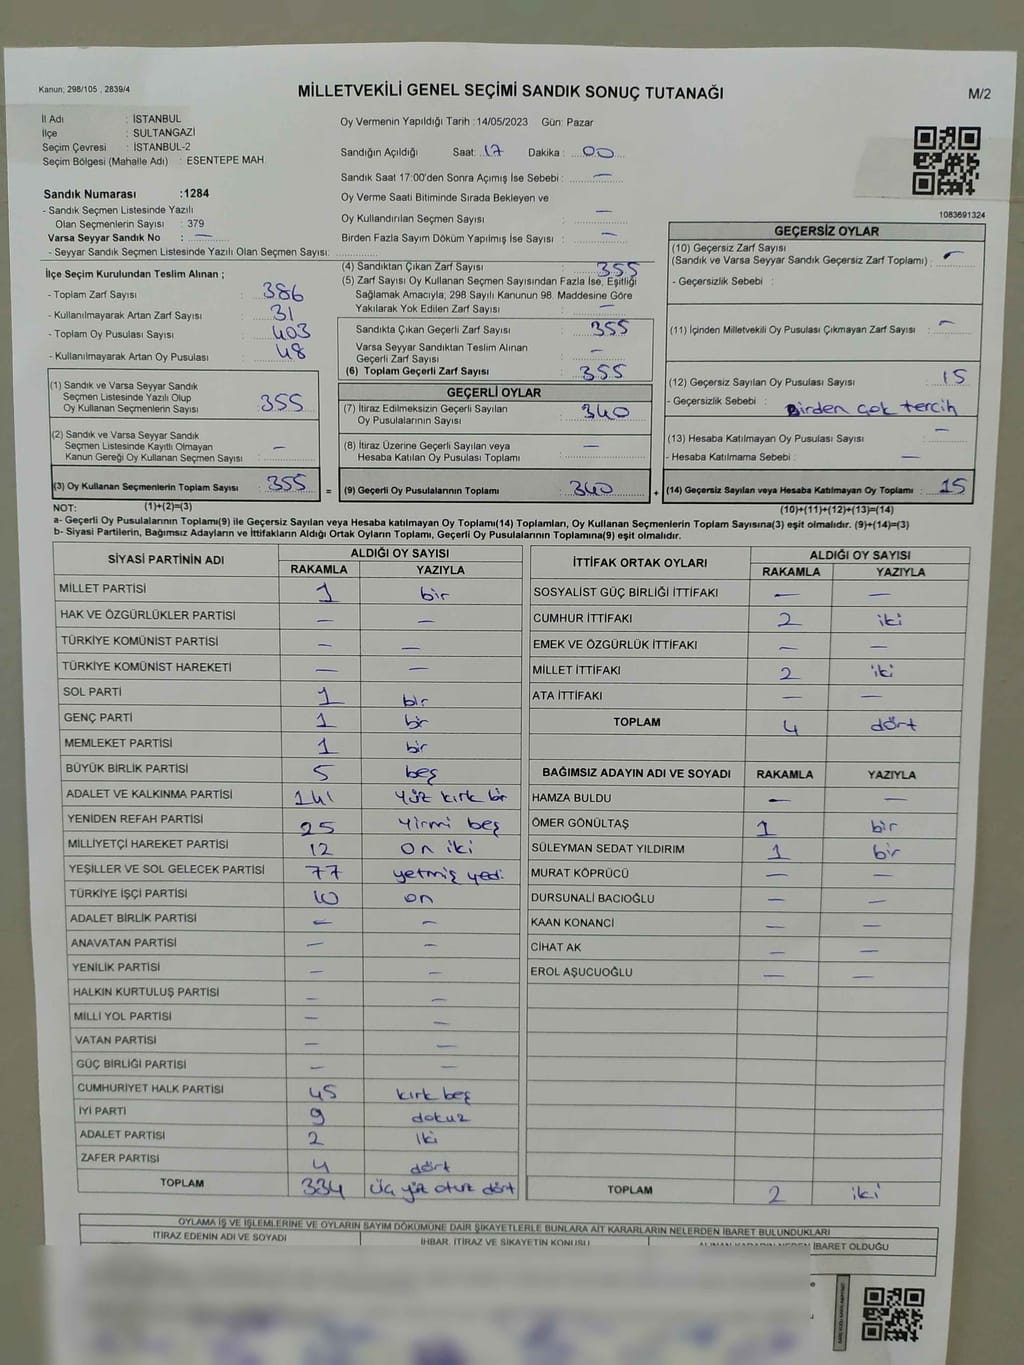 Kanun; 298/105 , 2839/4
MİLLETVEKİLİ GENEL SEÇİMİ SANDIK SONUÇ TUTANAĞI
M/2
İl Adı : İSTANBUL
İlçe : SULTANGAZİ
Seçim Çevresi : İSTANBUL-2
Seçim Bölgesi (Mahalle Adı) : ESENTEPE MAH.
Sandık Numarası :1284
- Sandık Seçmen Listesinde Yazılı
Olan Seçmenlerin Sayısı : 379
Varsa Seyyar Sandık No : —
- Seyyar Sandık Seçmen Listesinde Yazılı Olan Seçmen Sayısı:
Oy Vermenin Yapıldığı Tarih :14/05/2023 Gün: Pazar
Sandığın Açıldığı Saat: 17 Dakika : 00
Sandık Saat 17:00'den Sonra Açımış İse Sebebi : —
Oy Verme Saati Bitiminde Sırada Bekleyen ve
Oy Kullandırılan Seçmen Sayısı : —
Birden Fazla Sayım Döküm Yapılmış İse Sayısı : —
1083691324
İlçe Seçim Kurulundan Teslim Alınan ;
- Toplam Zarf Sayısı : 386
- Kullanılmayarak Artan Zarf Sayısı : 31
- Toplam Oy Pusulası Sayısı : 403
- Kullanılmayarak Artan Oy Pusulası : 48
(1) Sandık ve Varsa Seyyar Sandık
Seçmen Listesinde Yazılı Olup
Oy Kullanan Seçmenlerin Sayısı : 355
(2) Sandık ve Varsa Seyyar Sandık
Seçmen Listesinde Kayıtlı Olmayan
Kanun Gereği Oy Kullanan Seçmen Sayısı : —
(3) Oy Kullanan Seçmenlerin Toplam Sayısı : 355
(1)+(2)=(3)
(4) Sandıktan Çıkan Zarf Sayısı : 355
(5) Zarf Sayısı Oy Kullanan Seçmen Sayısından Fazla İse, Eşitliği
Sağlamak Amacıyla; 298 Sayılı Kanunun 98. Maddesine Göre
Yakılarak Yok Edilen Zarf Sayısı : —
Sandıkta Çıkan Geçerli Zarf Sayısı : 355
Varsa Seyyar Sandıktan Teslim Alınan
Geçerli Zarf Sayısı : —
(6) Toplam Geçerli Zarf Sayısı : 355
GEÇERLİ OYLAR
(7) İtiraz Edilmeksizin Geçerli Sayılan
Oy Pusulalarının Sayısı : 340
(8) İtiraz Üzerine Geçerli Sayılan veya
Hesaba Katılan Oy Pusulası Toplamı : —
= (9) Geçerli Oy Pusulalarının Toplamı : 340
GEÇERSİZ OYLAR
(10) Geçersiz Zarf Sayısı
(Sandık ve Varsa Seyyar Sandık Geçersiz Zarf Toplamı) : —
- Geçersizlik Sebebi :
(11) İçinden Milletvekili Oy Pusulası Çıkmayan Zarf Sayısı : —
(12) Geçersiz Sayılan Oy Pusulası Sayısı : 15
- Geçersizlik Sebebi : Birden çok tercih
(13) Hesaba Katılmayan Oy Pusulası Sayısı : —
- Hesaba Katılmama Sebebi : —
+ (14) Geçersiz Sayılan veya Hesaba Katılmayan Oy Toplamı : 15
(10)+(11)+(12)+(13)=(14)
NOT:
a- Geçerli Oy Pusulalarının Toplamı(9) ile Geçersiz Sayılan veya Hesaba katılmayan Oy Toplamı(14) Toplamları, Oy Kullanan Seçmenlerin Toplam Sayısına(3) eşit olmalıdır. (9)+(14)=(3)
b- Siyasi Partilerin, Bağımsız Adayların ve İttifakların Aldığı Ortak Oyların Toplamı, Geçerli Oy Pusulalarının Toplamına(9) eşit olmalıdır.
SİYASİ PARTİNİN ADI ALDIĞI OY SAYISI
RAKAMLA YAZIYLA
MİLLET PARTİSİ 1 bir
HAK VE ÖZGÜRLÜKLER PARTİSİ — —
TÜRKİYE KOMÜNİST PARTİSİ — —
TÜRKİYE KOMÜNİST HAREKETİ — —
SOL PARTİ 1 bir
GENÇ PARTİ 1 bir
MEMLEKET PARTİSİ 1 bir
BÜYÜK BİRLİK PARTİSİ 5 beş
ADALET VE KALKINMA PARTİSİ 141 yüz kırk bir
YENİDEN REFAH PARTİSİ 25 yirmi beş
MİLLİYETÇİ HAREKET PARTİSİ 12 on iki
YEŞİLLER VE SOL GELECEK PARTİSİ 77 yetmiş yedi
TÜRKİYE İŞÇİ PARTİSİ 10 on
ADALET BİRLİK PARTİSİ — —
ANAVATAN PARTİSİ — —
YENİLİK PARTİSİ — —
HALKIN KURTULUŞ PARTİSİ — —
MİLLİ YOL PARTİSİ — —
VATAN PARTİSİ — —
GÜÇ BİRLİĞİ PARTİSİ — —
CUMHURİYET HALK PARTİSİ 45 kırk beş
İYİ PARTİ 9 dokuz
ADALET PARTİSİ 2 iki
ZAFER PARTİSİ 4 dört
TOPLAM 334 üç yüz otuz dört
İTTİFAK ORTAK OYLARI ALDIĞI OY SAYISI
RAKAMLA YAZIYLA
SOSYALİST GÜÇ BİRLİĞİ İTTİFAKI — —
CUMHUR İTTİFAKI 2 iki
EMEK VE ÖZGÜRLÜK İTTİFAKI — —
MİLLET İTTİFAKI 2 iki
ATA İTTİFAKI — —
TOPLAM 4 dört
BAĞIMSIZ ADAYIN ADI VE SOYADI RAKAMLA YAZIYLA
HAMZA BULDU — —
ÖMER GÖNÜLTAŞ 1 bir
SÜLEYMAN SEDAT YILDIRIM 1 bir
MURAT KÖPRÜCÜ — —
DURSUNALİ BACIOĞLU — —
KAAN KONANCİ — —
CİHAT AK — —
EROL AŞUCUOĞLU — —
TOPLAM 2 iki
OYLAMA İŞ VE İŞLEMLERİNE VE OYLARIN SAYIM DÖKÜMÜNE DAİR ŞİKAYETLERLE BUNLARA AİT KARARLARIN NELERDEN İBARET BULUNDUKLARI
İTİRAZ EDENİN ADI VE SOYADI İHBAR, İTİRAZ VE ŞİKAYETİN KONUSU İBARET OLDUĞU